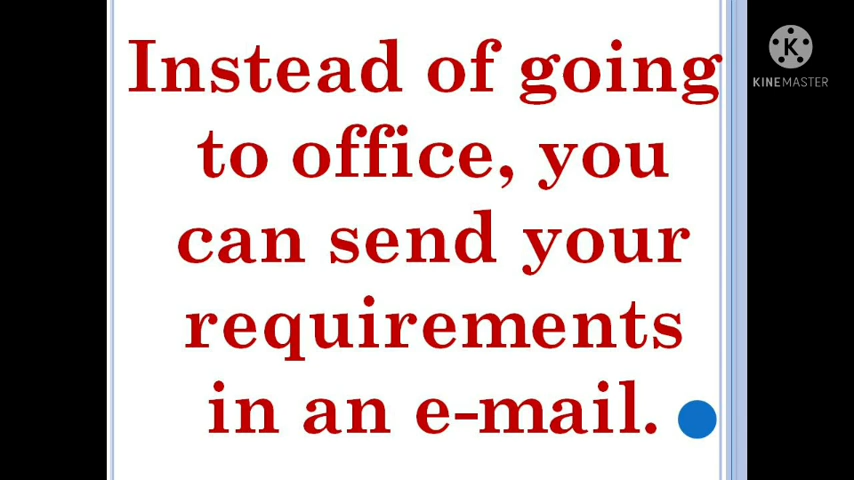 Instead of going
to office, you
can send your
requirements
in an e-mail.
K
KINEMASTER